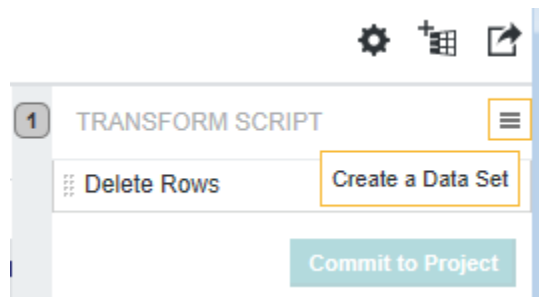 1 TRANSFORM SCRIPT
Delete Rows
Create a Data Set
Commit to Project